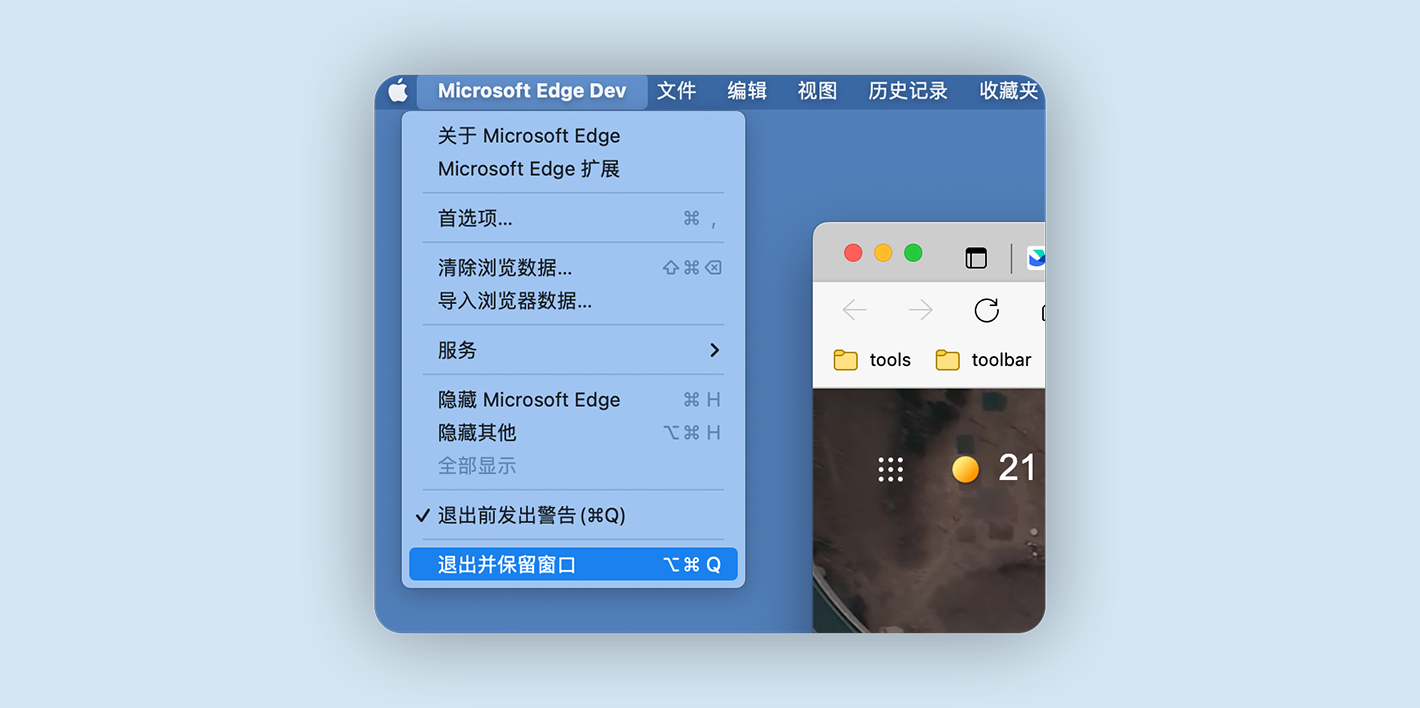 Microsoft Edge Dev 文件 编辑 视图 历史记录 收藏夹
关于 Microsoft Edge
Microsoft Edge 扩展
首选项... ⌘ ,
清除浏览数据... ⇧⌘⌫
导入浏览器数据...
服务
隐藏 Microsoft Edge ⌘ H
隐藏其他 ⌥⌘ H
全部显示
✓ 退出前发出警告 (⌘Q)
退出并保留窗口 ⌥⌘ Q
tools toolbar
21